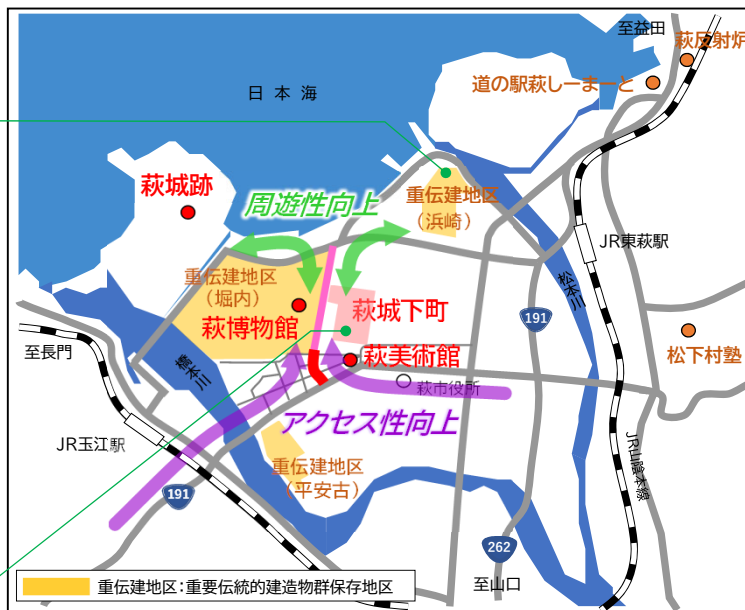 至益田
萩反射炉
道の駅萩しーまーと
日本海
萩城跡
周遊性向上
重伝建地区
（浜崎）
JR東萩駅
松本川
重伝建地区
（堀内）
萩城下町
191
萩博物館
至長門
橋本川
萩美術館
松下村塾
萩市役所
アクセス性向上
JR玉江駅
JR山陰本線
重伝建地区
（平安古）
191
262
至山口
重伝建地区：重要伝統的建造物群保存地区